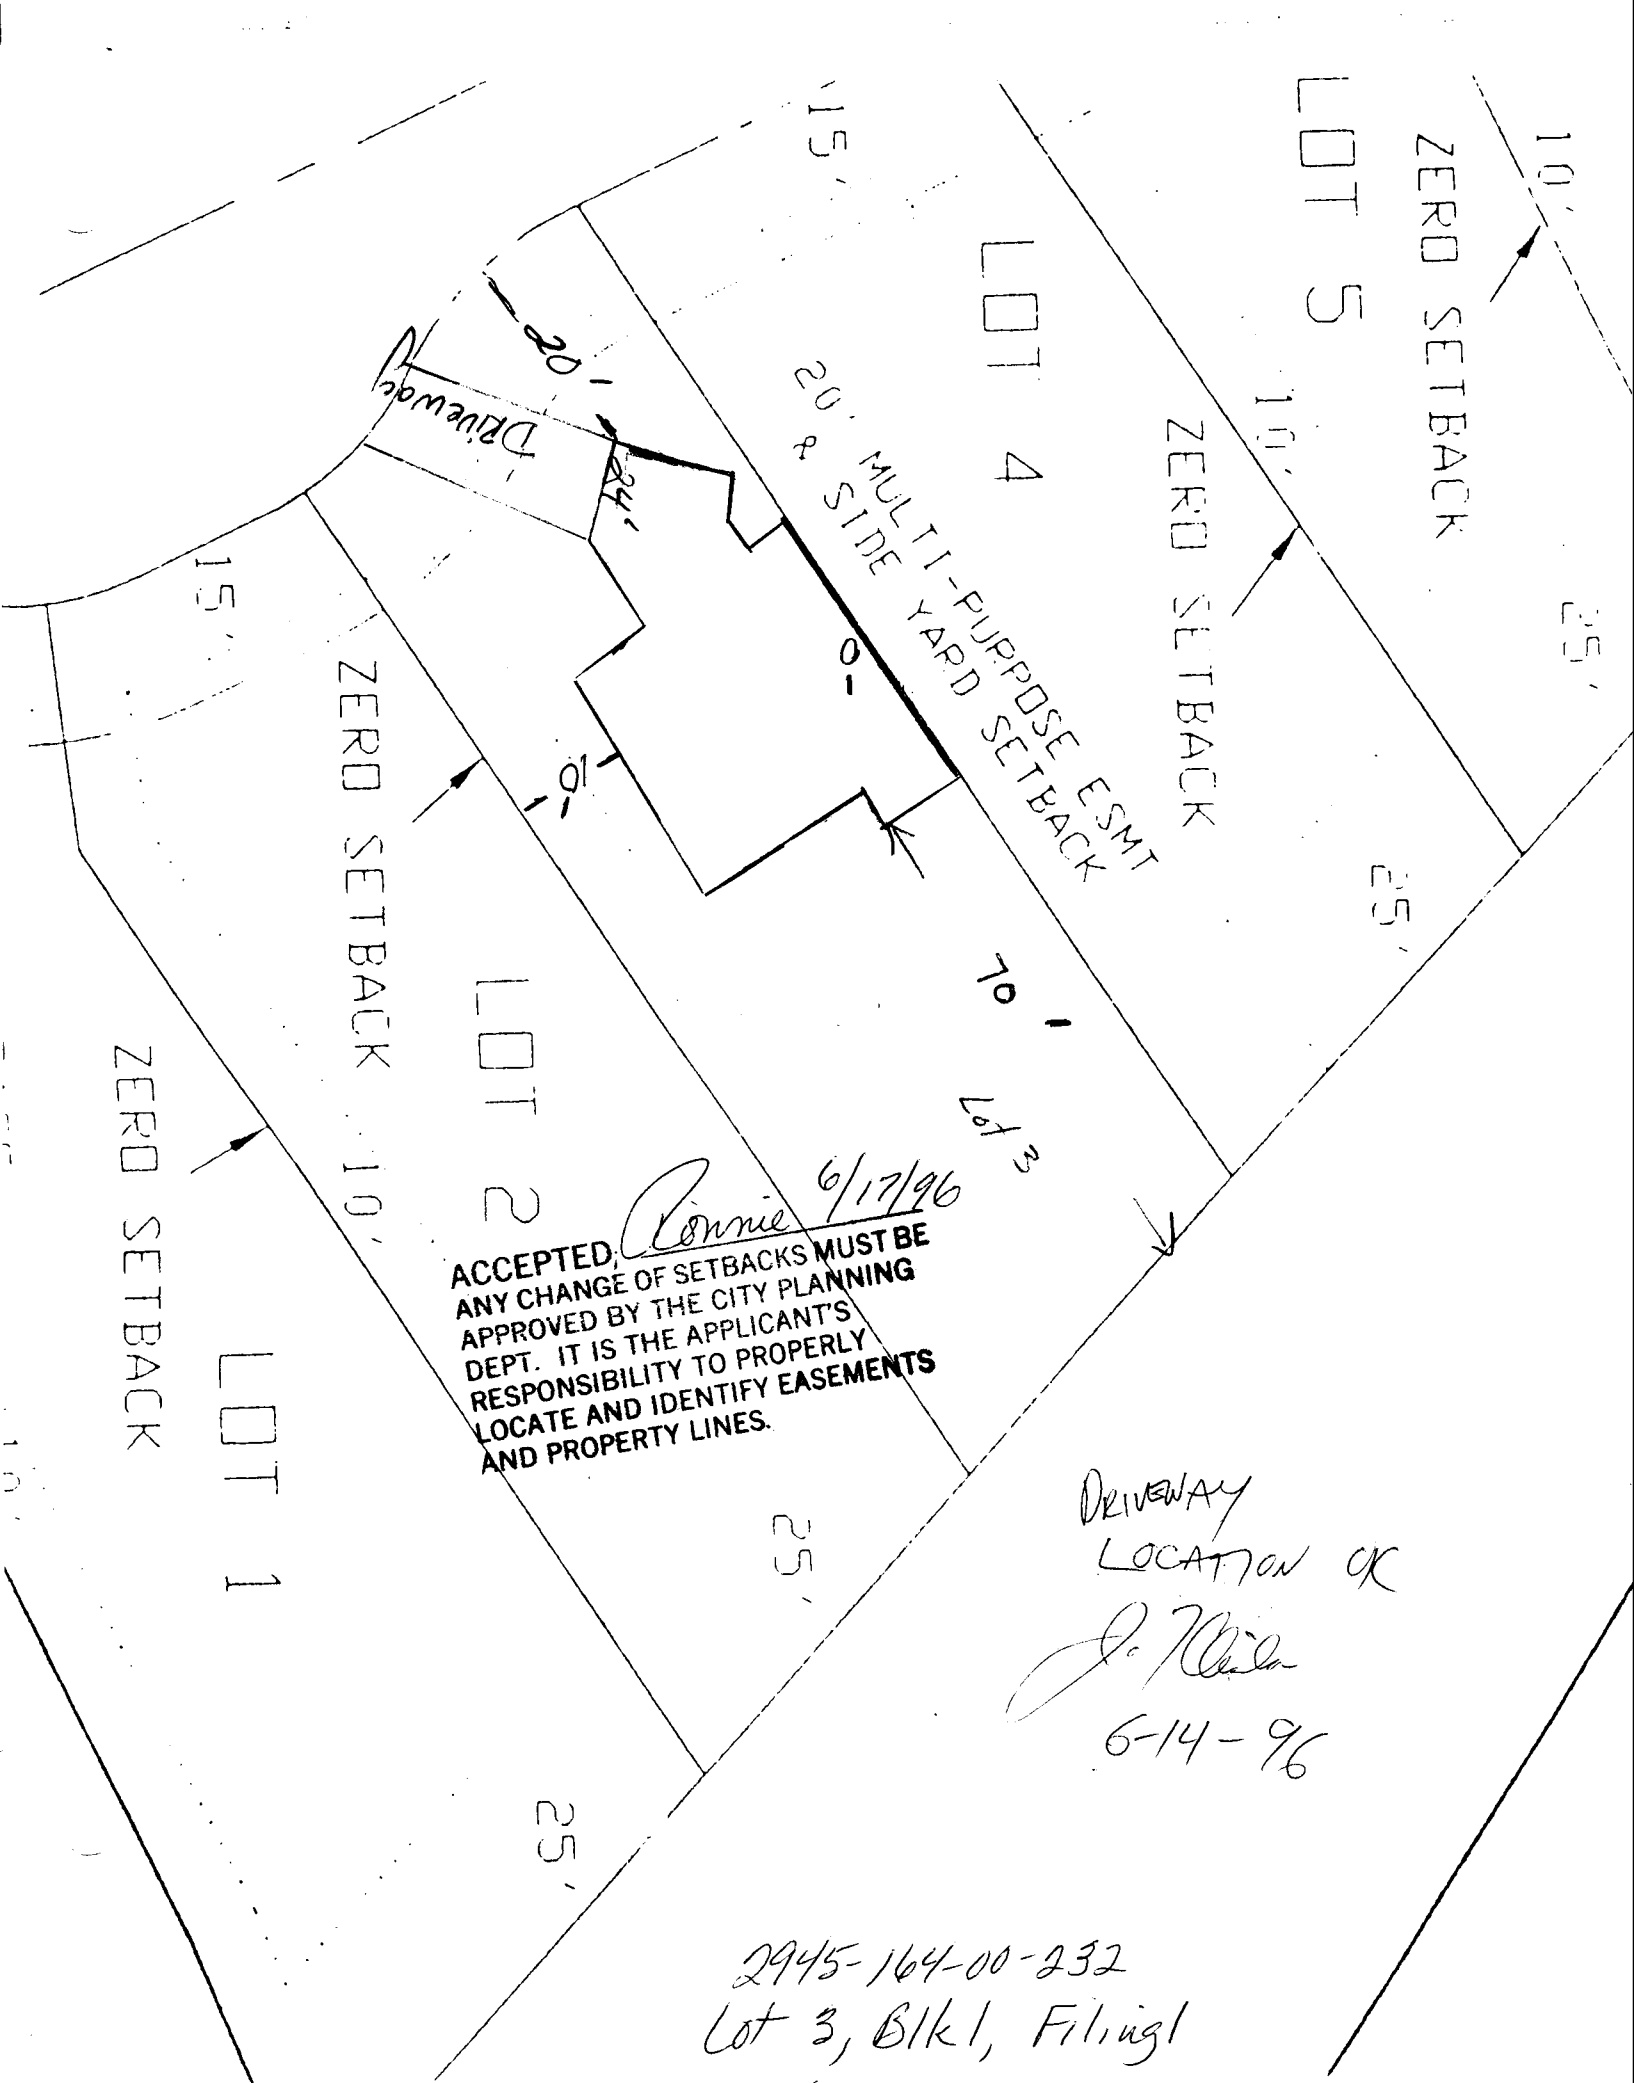 10'
ZERO SETBACK
LOT 5
25'
10'
ZERO SETBACK
25'
15'
LOT 4
20' MULTI-PURPOSE ESMT
& SIDE YARD SETBACK
20'
DRiveway
24'
0'
10'
70'
Lot 3
15'
ZERO SETBACK
10'
LOT 2
25'
ZERO SETBACK
LOT 1
25'
10'
ACCEPTED Ronnie 6/17/96
ANY CHANGE OF SETBACKS MUST BE
APPROVED BY THE CITY PLANNING
DEPT. IT IS THE APPLICANT'S
RESPONSIBILITY TO PROPERLY
LOCATE AND IDENTIFY EASEMENTS
AND PROPERTY LINES.
DRIVEWAY
LOCATION OK
6-14-96
2945-164-00-232
Lot 3, Blk 1, Filing 1